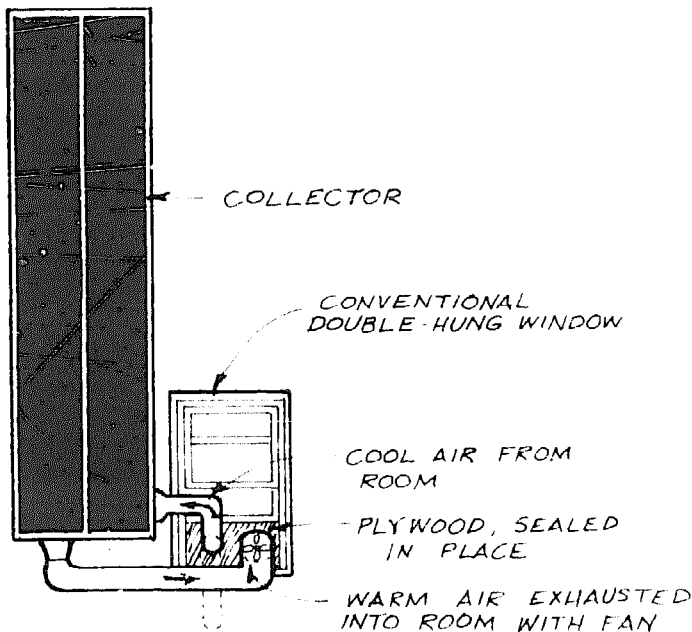 COLLECTOR
CONVENTIONAL
DOUBLE-HUNG WINDOW
COOL AIR FROM
ROOM
PLYWOOD, SEALED
IN PLACE
WARM AIR EXHAUSTED
INTO ROOM WITH FAN